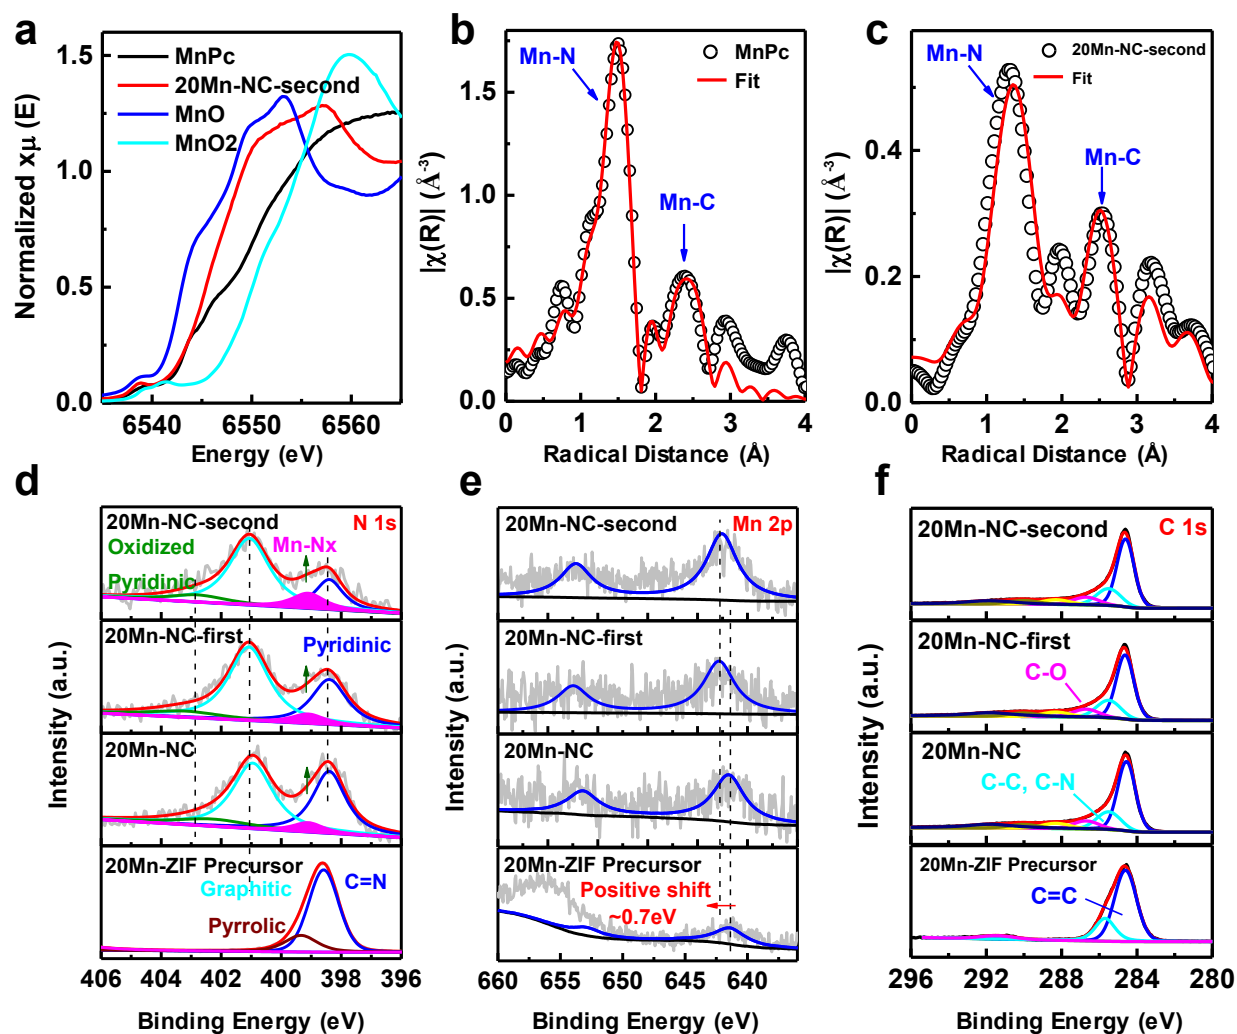 a
MnPc
20Mn-NC-second
MnO
MnO2
Normalized xμ (E)
1.5
1.0
0.5
0.0
6540
6550
6560
Energy (eV)
b
Mn-N
MnPc
Fit
Mn-C
|χ(R)| (Å⁻³)
1.5
1.0
0.5
0.0
0
1
2
3
4
Radical Distance (Å)
c
Mn-N
20Mn-NC-second
Fit
Mn-C
|χ(R)| (Å⁻³)
0.4
0.2
0.0
0
1
2
3
4
Radical Distance (Å)
d
20Mn-NC-second
N 1s
Oxidized
Mn-Nx
Pyridinic
20Mn-NC-first
Pyridinic
20Mn-NC
20Mn-ZIF Precursor
Graphitic
C=N
Pyrrolic
Intensity (a.u.)
406
404
402
400
398
396
Binding Energy (eV)
e
20Mn-NC-second
Mn 2p
20Mn-NC-first
20Mn-NC
20Mn-ZIF Precursor
Positive shift
~0.7eV
Intensity (a.u.)
660
655
650
645
640
Binding Energy (eV)
f
20Mn-NC-second
C 1s
20Mn-NC-first
C-O
20Mn-NC
C-C, C-N
20Mn-ZIF Precursor
C=C
Intensity (a.u.)
296
292
288
284
280
Binding Energy (eV)